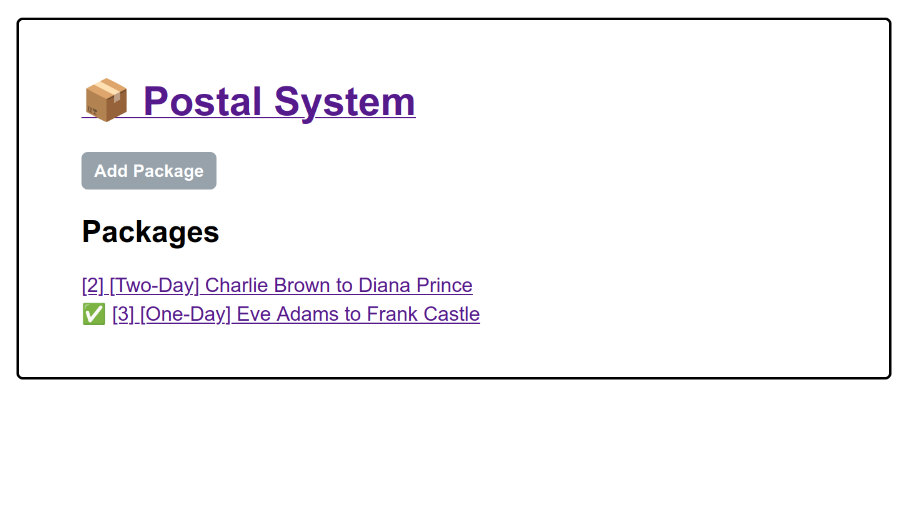 📦 Postal System
Add Package
Packages
[2] [Two-Day] Charlie Brown to Diana Prince
✅ [3] [One-Day] Eve Adams to Frank Castle